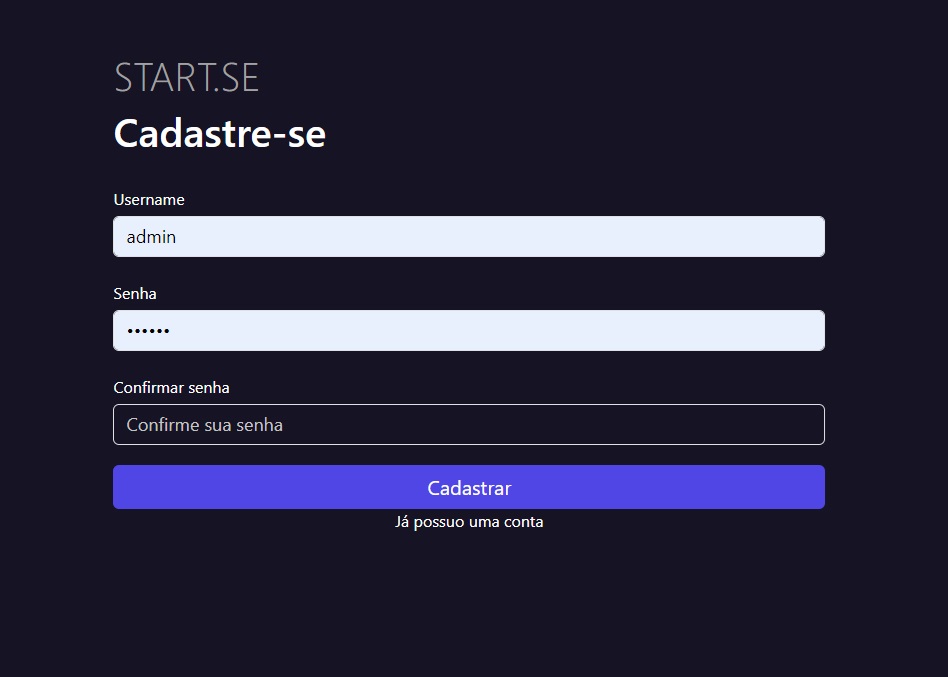 START.SE
Cadastre-se
Username
admin
Senha
••••••
Confirmar senha
Confirme sua senha
Cadastrar
Já possuo uma conta